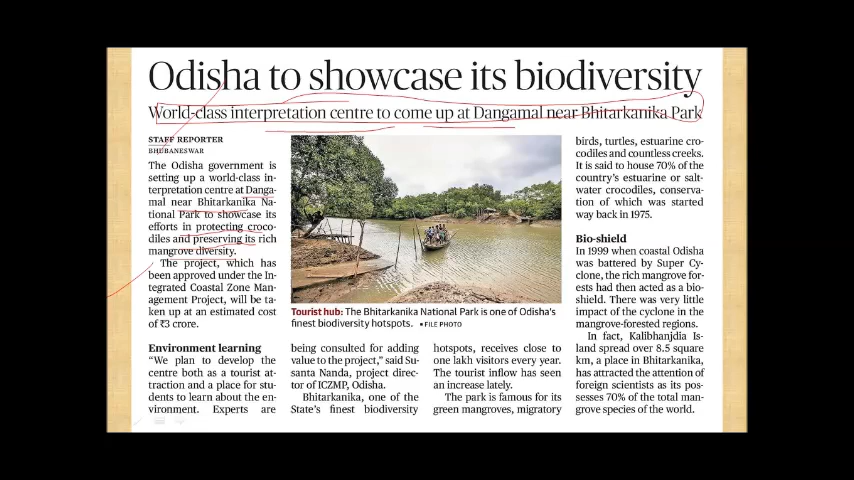 Odisha to showcase its biodiversity
World-class interpretation centre to come up at Dangamal near Bhitarkanika Park
STAFF REPORTER
BHUBANESWAR
The Odisha government is
setting up a world-class in-
terpretation centre at Danga-
mal near Bhitarkanika Na-
tional Park to showcase its
efforts in protecting croco-
diles and preserving its rich
mangrove diversity.
The project, which has
been approved under the In-
tegrated Coastal Zone Man-
agement Project, will be ta-
ken up at an estimated cost
of ₹3 crore.
Environment learning
“We plan to develop the
centre both as a tourist at-
traction and a place for stu-
dents to learn about the en-
vironment. Experts are
Tourist hub: The Bhitarkanika National Park is one of Odisha's
finest biodiversity hotspots. ▪ FILE PHOTO
being consulted for adding
value to the project,” said Su-
santa Nanda, project direc-
tor of ICZMP, Odisha.
Bhitarkanika, one of the
State's finest biodiversity
hotspots, receives close to
one lakh visitors every year.
The tourist inflow has seen
an increase lately.
The park is famous for its
green mangroves, migratory
birds, turtles, estuarine cro-
codiles and countless creeks.
It is said to house 70% of the
country's estuarine or salt-
water crocodiles, conserva-
tion of which was started
way back in 1975.
Bio-shield
In 1999 when coastal Odisha
was battered by Super Cy-
clone, the rich mangrove for-
ests had then acted as a bio-
shield. There was very little
impact of the cyclone in the
mangrove-forested regions.
In fact, Kalibhanjdia Is-
land spread over 8.5 square
km, a place in Bhitarkanika,
has attracted the attention of
foreign scientists as its pos-
sesses 70% of the total man-
grove species of the world.